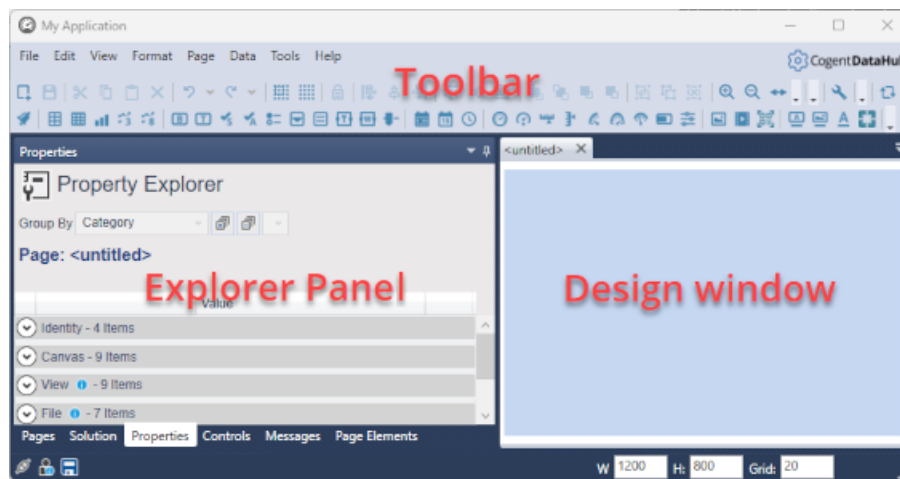 My Application
File Edit View Format Page Data Tools Help
CogentDataHub
Toolbar
Properties
<untitled>
Property Explorer
Group By Category
Page: <untitled>
Explorer Panel
Design window
Value
Identity - 4 Items
Canvas - 9 Items
View - 9 Items
File - 7 Items
Pages Solution Properties Controls Messages Page Elements
W 1200 H: 800 Grid: 20